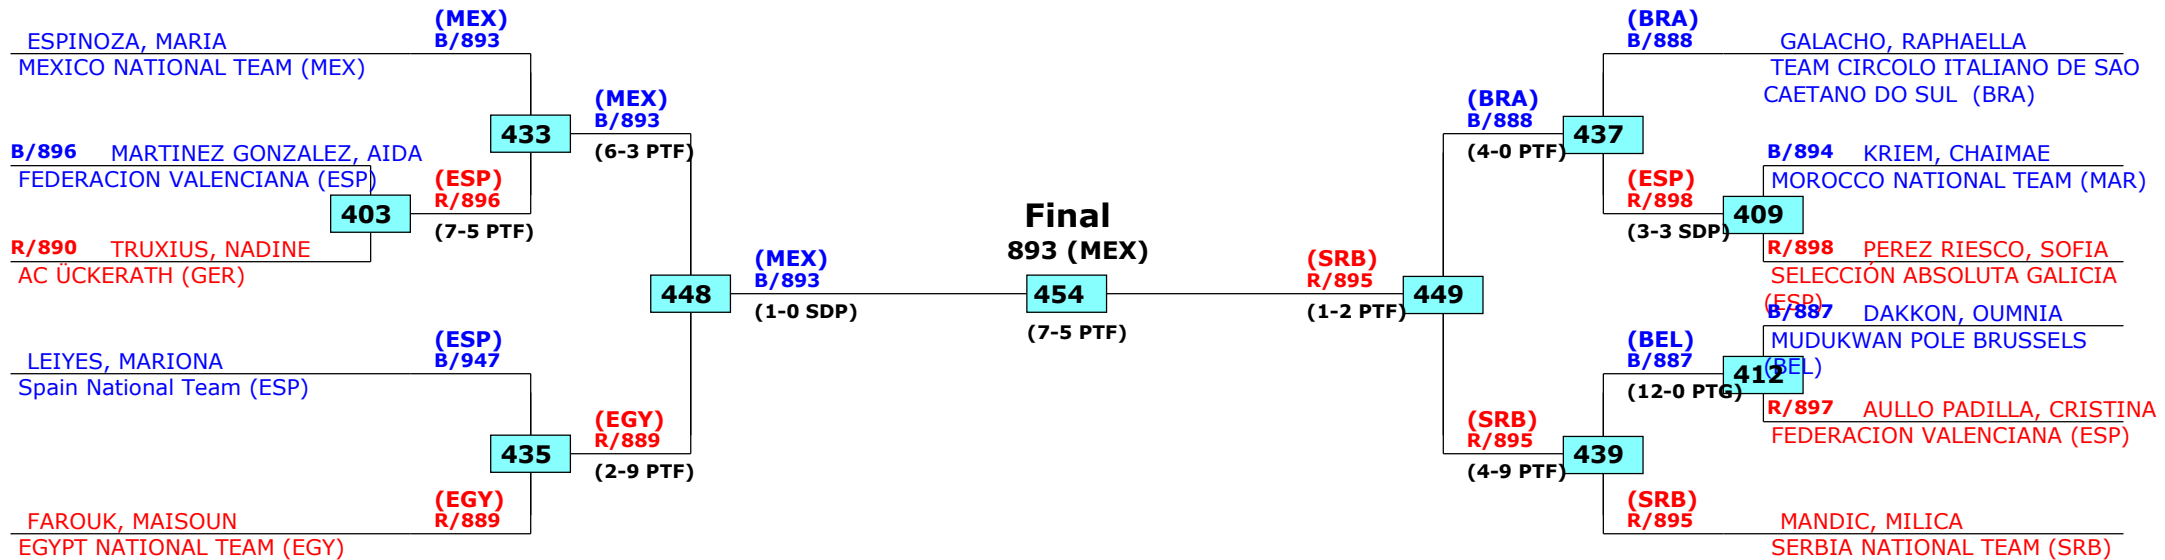 (MEX)
B/893
ESPINOZA, MARIA
MEXICO NATIONAL TEAM (MEX)
433
(MEX)
B/893
(6-3 PTF)
B/896 MARTINEZ GONZALEZ, AIDA
FEDERACION VALENCIANA (ESP)
403
(ESP)
R/896
(7-5 PTF)
R/890 TRUXIUS, NADINE
AC ÜCKERATH (GER)
448
(MEX)
B/893
(1-0 SDP)
(ESP)
B/947
LEIYES, MARIONA
Spain National Team (ESP)
435
(EGY)
R/889
(2-9 PTF)
(EGY)
R/889
FAROUK, MAISOUN
EGYPT NATIONAL TEAM (EGY)
Final
893 (MEX)
454
(7-5 PTF)
(SRB)
R/895
(1-2 PTF)
449
(BRA)
B/888
(4-0 PTF)
437
(BRA)
B/888
GALACHO, RAPHAELLA
TEAM CIRCOLO ITALIANO DE SAO
CAETANO DO SUL (BRA)
(ESP)
R/898
(3-3 SDP)
409
B/894 KRIEM, CHAIMAE
MOROCCO NATIONAL TEAM (MAR)
R/898 PEREZ RIESCO, SOFIA
SELECCIÓN ABSOLUTA GALICIA
(ESP)
B/887 DAKKON, OUMNIA
MUDUKWAN POLE BRUSSELS
(BEL)
412
(BEL)
B/887
(12-0 PTG)
R/897 AULLO PADILLA, CRISTINA
FEDERACION VALENCIANA (ESP)
(SRB)
R/895
(4-9 PTF)
439
(SRB)
R/895
MANDIC, MILICA
SERBIA NATIONAL TEAM (SRB)